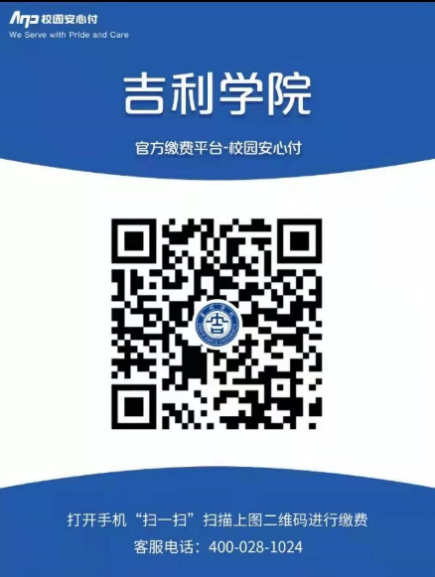 Anp 校园安心付
We Serve with Pride and Care
吉利学院
官方缴费平台-校园安心付
打开手机“扫一扫”扫描上图二维码进行缴费
客服电话：400-028-1024